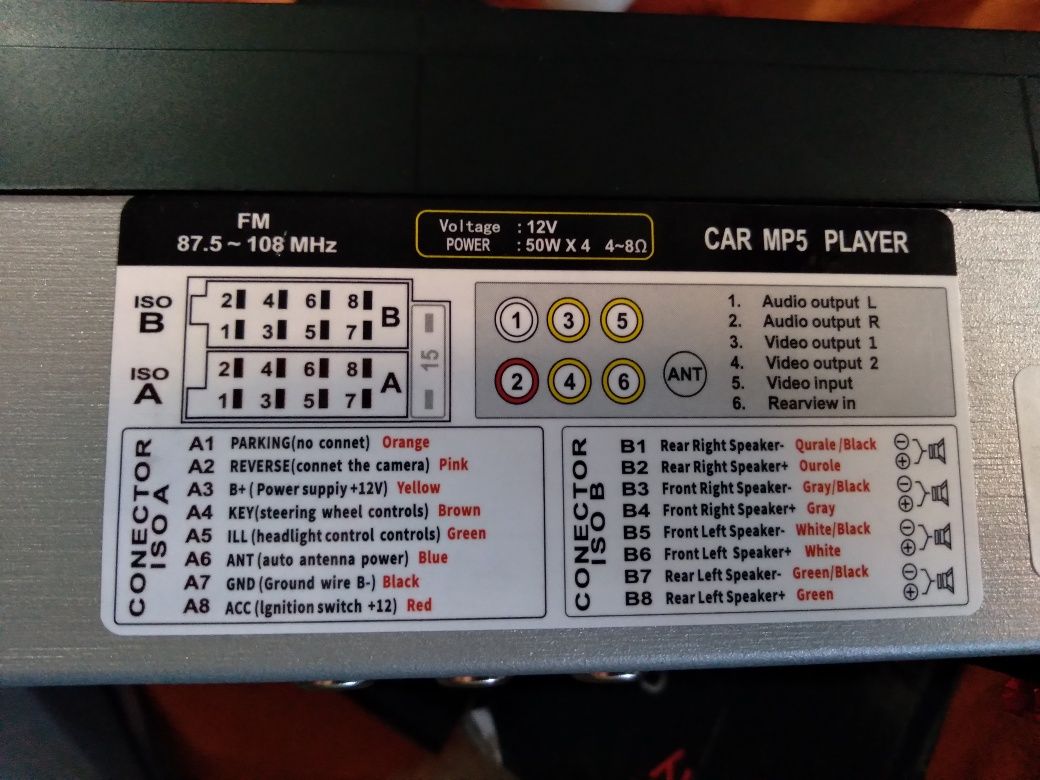 FM
87.5~108 MHz
Voltage : 12V
POWER : 50W X 4 4~8Ω
CAR MP5 PLAYER
ISO B
2 4 6 8
1 3 5 7
B
ISO A
2 4 6 8
1 3 5 7
A
15
1 3 5
2 4 6
ANT
1. Audio output L
2. Audio output R
3. Video output 1
4. Video output 2
5. Video input
6. Rearview in
CONECTOR
ISO A
A1 PARKING(no connet) Orange
A2 REVERSE(connet the camera) Pink
A3 B+(Power supply +12V) Yellow
A4 KEY(steering wheel controls) Brown
A5 ILL(headlight control controls) Green
A6 ANT(auto antenna power) Blue
A7 GND(Ground wire B-) Black
A8 ACC(lgnition switch +12) Red
CONECTOR
ISO B
B1 Rear Right Speaker- Qurale/Black
B2 Rear Right Speaker+ Ourole
B3 Front Right Speaker- Gray/Black
B4 Front Right Speaker+ Gray
B5 Front Left Speaker- White/Black
B6 Front Left Speaker+ White
B7 Rear Left Speaker- Green/Black
B8 Rear Left Speaker+ Green